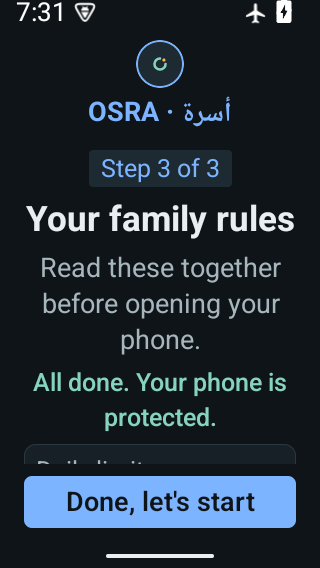 7:31
OSRA · أسرة
Step 3 of 3
Your family rules
Read these together
before opening your
phone.
All done. Your phone is
protected.
Done, let's start